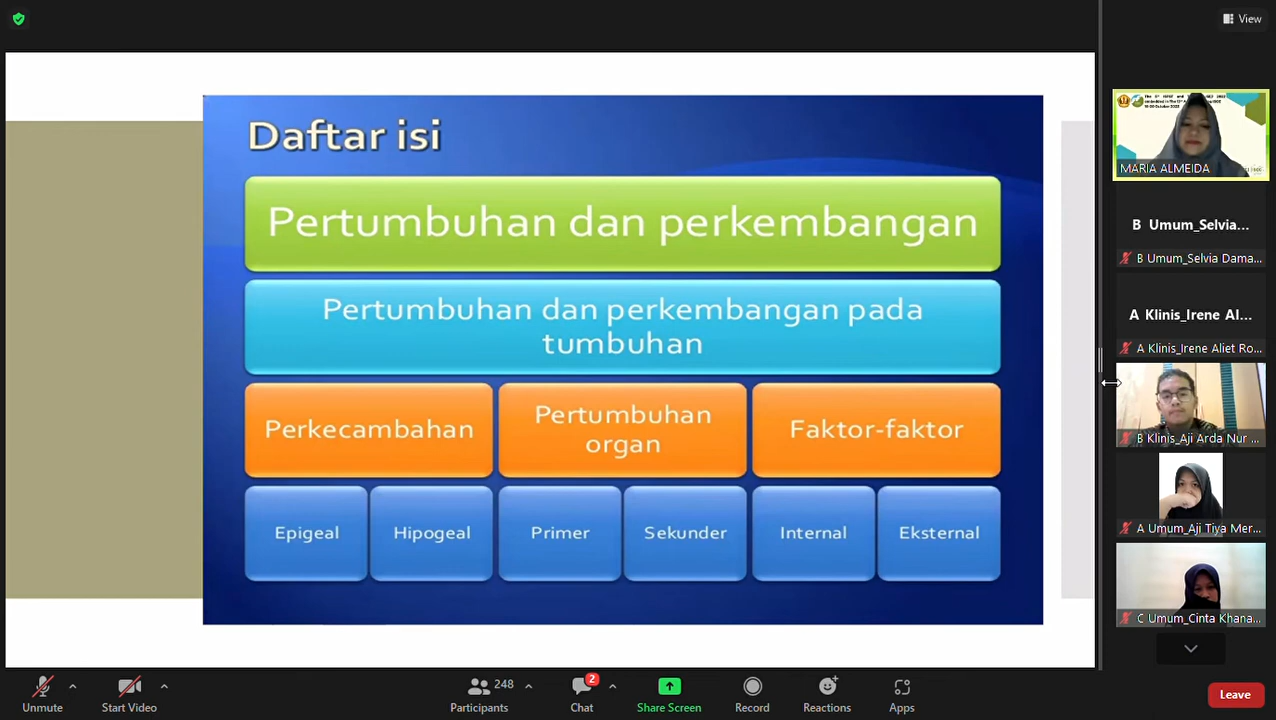 View
Daftar isi
Pertumbuhan dan perkembangan
Pertumbuhan dan perkembangan pada
tumbuhan
Perkecambahan
Pertumbuhan
organ
Faktor-faktor
Epigeal
Hipogeal
Primer
Sekunder
Internal
Eksternal
MARIA ALMEIDA
B Umum_Selvia...
B Umum_Selvia Dama...
A Klinis_Irene Al...
A Klinis_Irene Aliet Ro...
B Klinis_Aji Arda Nur ...
A Umum_Aji Tiya Mer...
C Umum_Cinta Khana...
Unmute
Start Video
248
Participants
2
Chat
Share Screen
Record
Reactions
Apps
Leave